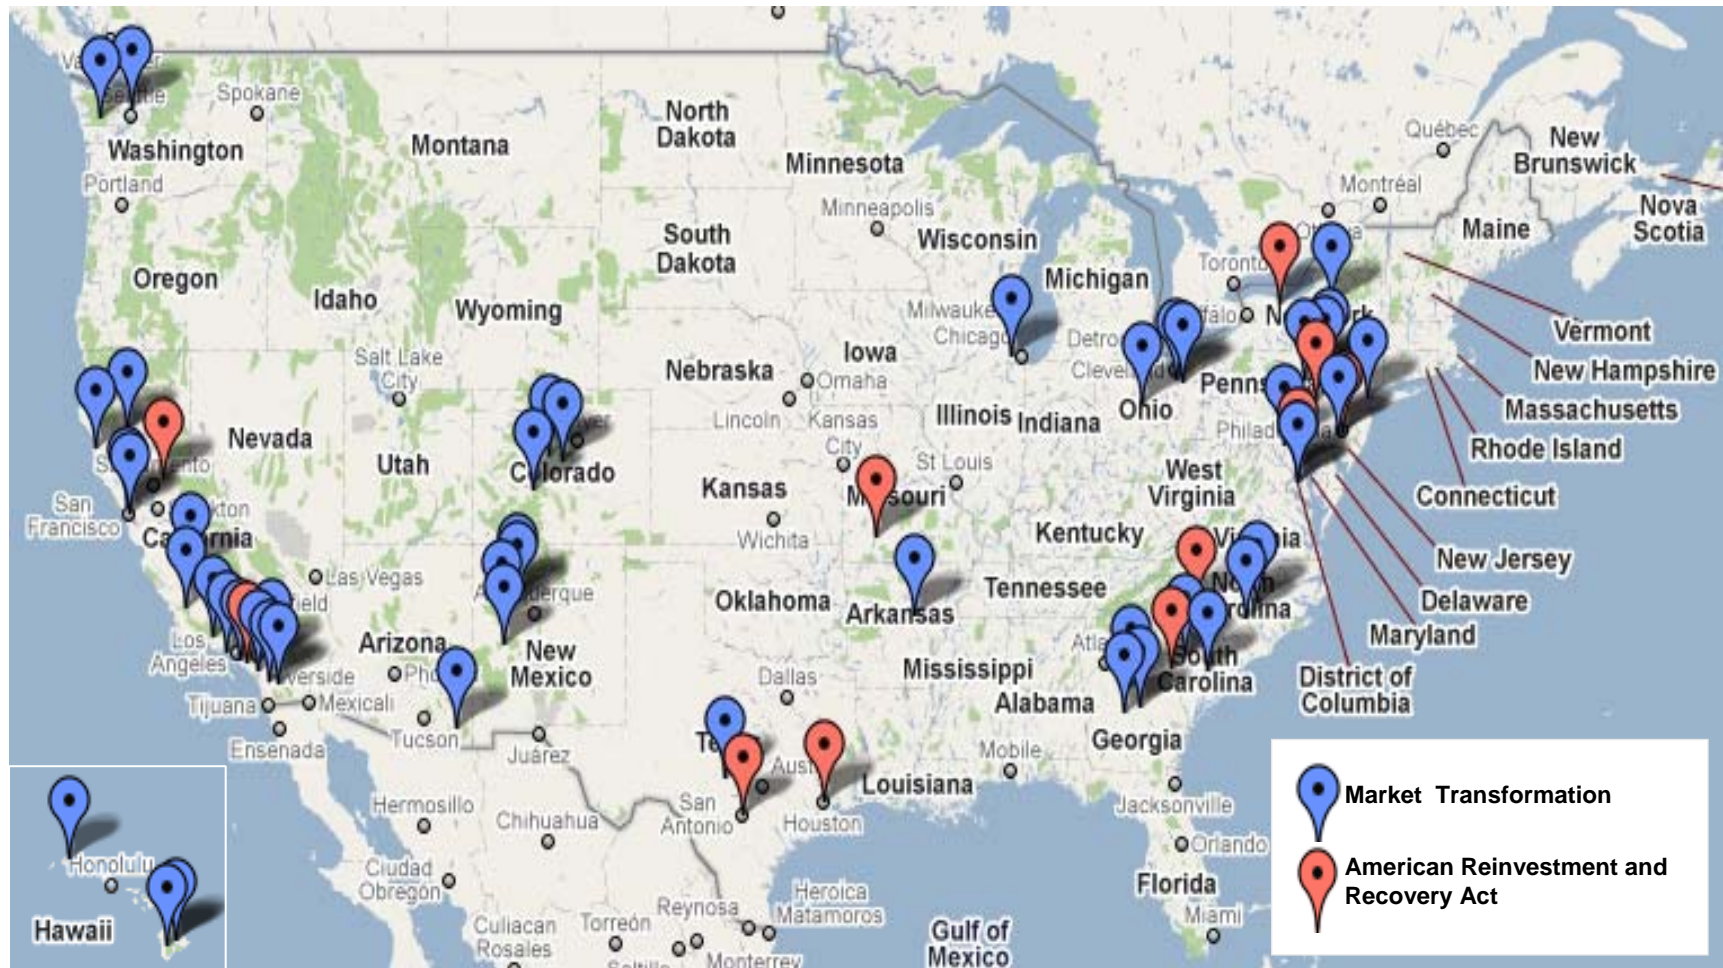 Spokane
Washington
Montana
North
Dakota
Minnesota
Québec
New
Brunswick
Portland
Montréal
Nova
Scotia
Minneapolis
Wisconsin
Maine
South
Dakota
Oregon
Idaho
Wyoming
Michigan
Toronto
Chicago
Vermont
Salt Lake
City
Iowa
Nebraska
Omaha
New Hampshire
Massachusetts
Lincoln
Kansas
City
Illinois
Indiana
Ohio
Rhode Island
Nevada
Utah
Colorado
St Louis
West
Virginia
Connecticut
Kansas
San
Francisco
Wichita
Kentucky
New Jersey
Las Vegas
Oklahoma
Arkansas
Tennessee
Delaware
Maryland
Los
Angeles
Arizona
New
Mexico
Mississippi
Dallas
South
Carolina
District of
Columbia
Tijuana
Mexicali
Alabama
Ensenada
Tucson
Juárez
Georgia
Mobile
Louisiana
Hermosillo
Chihuahua
San
Antonio
Houston
Jacksonville
Orlando
Market Transformation
American Reinvestment and
Recovery Act
Honolulu
Hawaii
Ciudad
Obregón
Florida
Heroica
Matamoros
Reynosa
Torreón
Culiacan
Rosales
Miami
Gulf of
Mexico
Monterrey